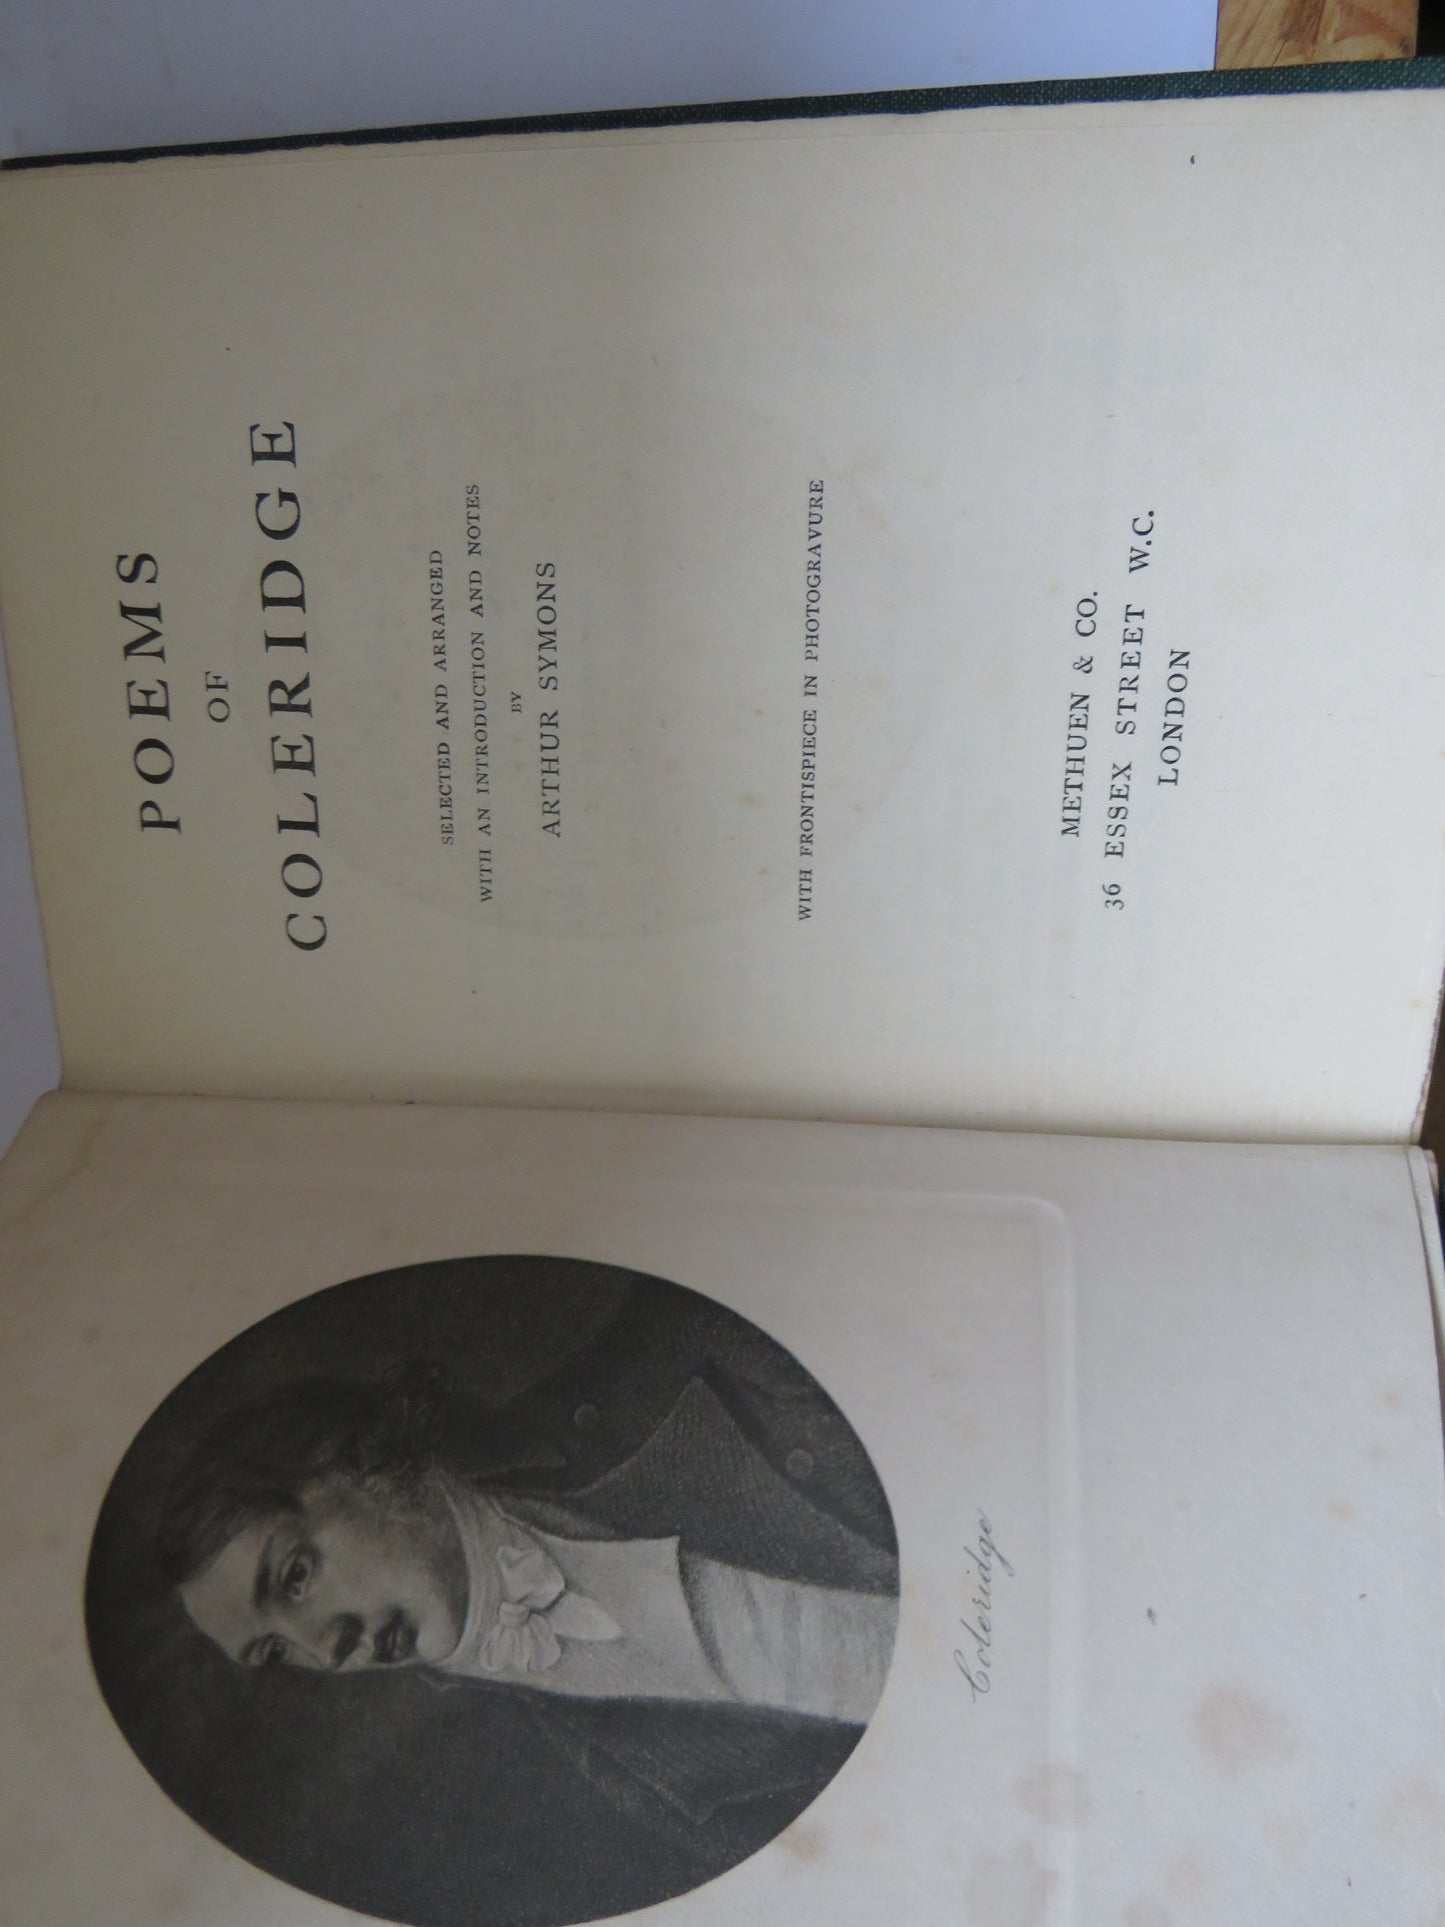 Coleridge
POEMS
OF
COLERIDGE
SELECTED AND ARRANGED
WITH AN INTRODUCTION AND NOTES
BY
ARTHUR SYMONS
WITH FRONTISPIECE IN PHOTOGRAVURE
METHUEN & CO.
36 ESSEX STREET W.C.
LONDON